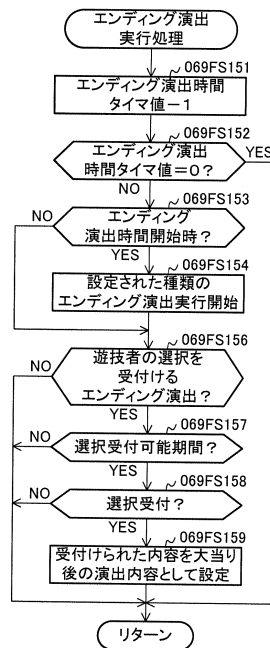 エンディング演出
実行処理
069FS151
エンディング演出時間
タイマ値－1
069FS152
エンディング演出
時間タイマ値＝0？
YES
NO
069FS153
NO
エンディング
演出時間開始時？
YES
069FS154
設定された種類の
エンディング演出実行開始
069FS156
NO
遊技者の選択を
受付ける
エンディング演出？
YES
069FS157
NO
選択受付可能期間？
YES
069FS158
NO
選択受付？
YES
069FS159
受付けられた内容を大当り
後の演出内容として設定
リターン